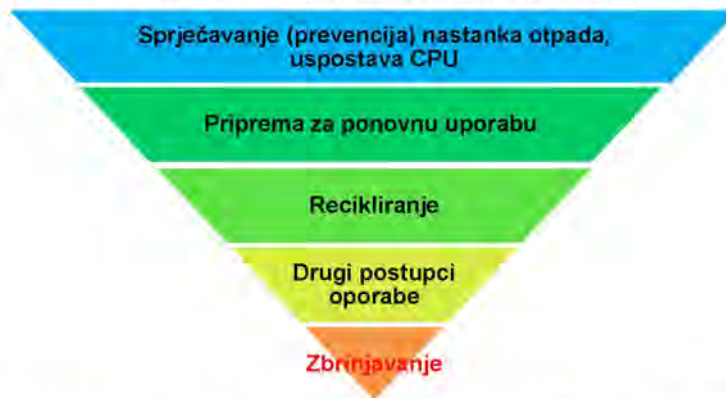 Sprječavanje (prevencija) nastanka otpada,
uspostava CPU
Priprema za ponovnu uporabu
Recikliranje
Drugi postupci
oporabe
Zbrinjavanje